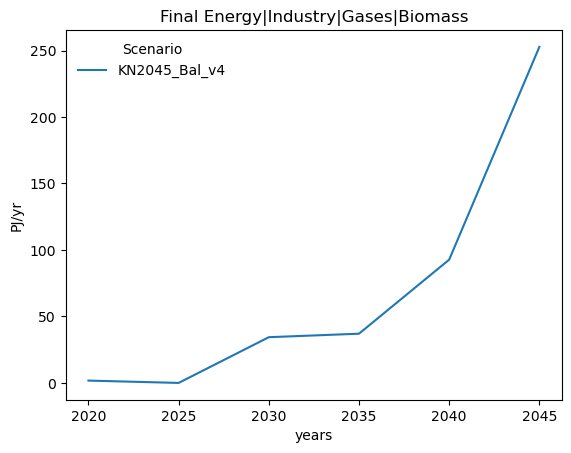 Final Energy|Industry|Gases|Biomass
Scenario
KN2045_Bal_v4
PJ/yr
250
200
150
100
50
0
2020 2025 2030 2035 2040 2045
years